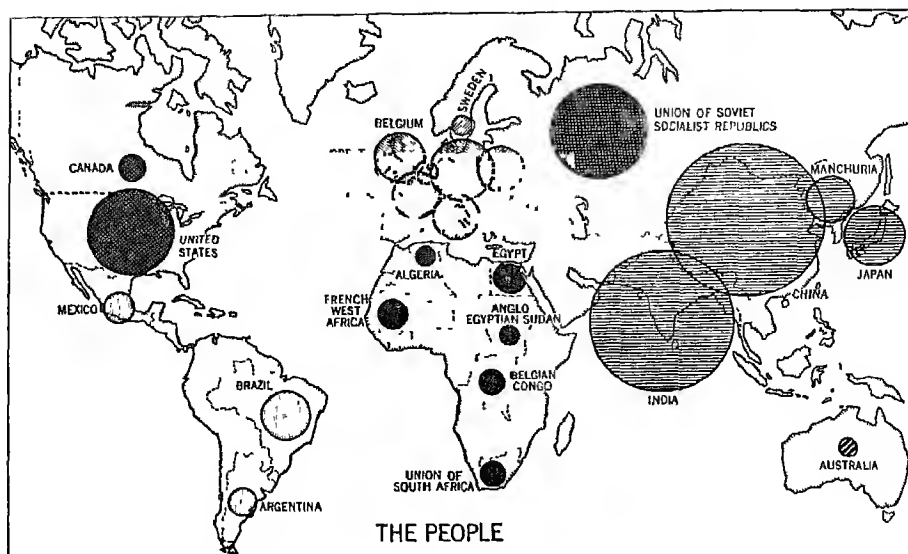 SWEDEN
BELGIUM
UNION OF SOVIET
SOCIALIST REPUBLICS
CANADA
MANCHURIA
UNITED
STATES
JAPAN
ALGERIA
EGYPT
MEXICO
FRENCH
WEST
AFRICA
ANGLO
EGYPTIAN SUDAN
CHINA
BRAZIL
BELGIAN
CONGO
INDIA
AUSTRALIA
UNION OF
SOUTH AFRICA
ARGENTINA
THE PEOPLE